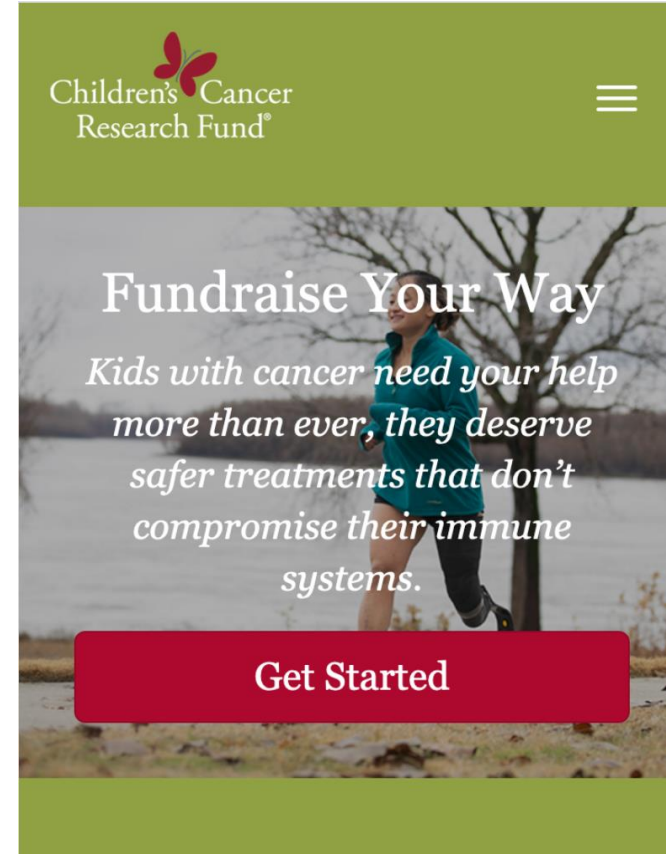 Children's Cancer
Research Fund®
Fundraise Your Way
Kids with cancer need your help
more than ever, they deserve
safer treatments that don't
compromise their immune
systems.
Get Started